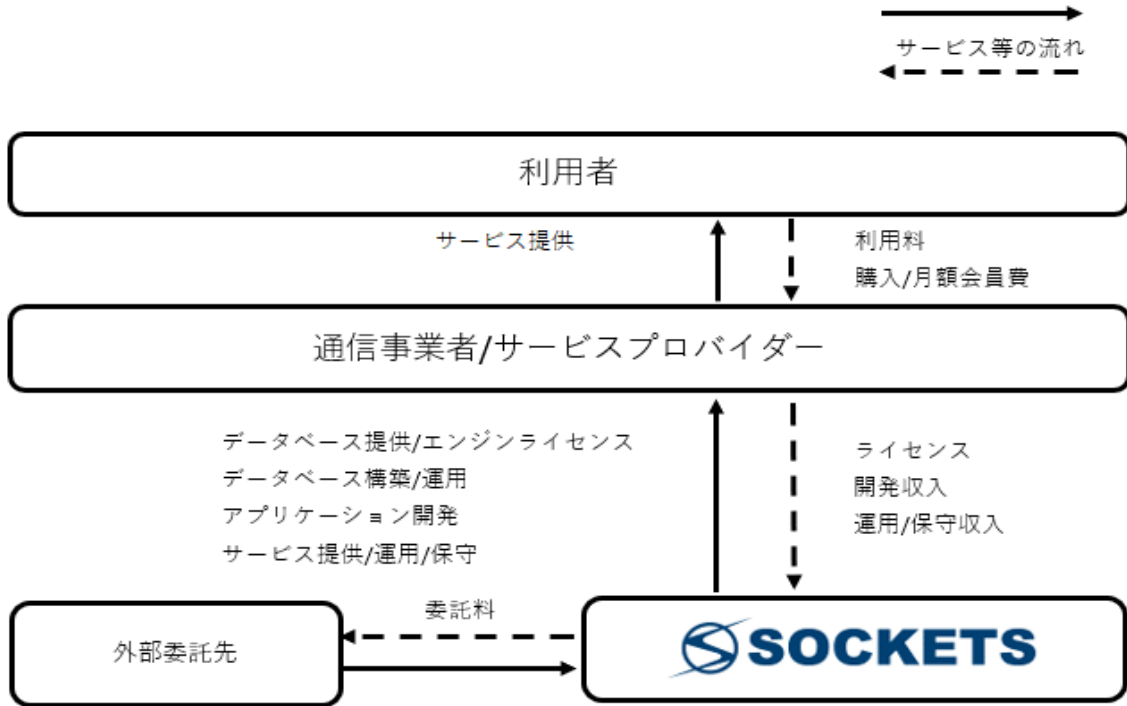 サービス等の流れ
利用者
サービス提供
利用料
購入/月額会員費
通信事業者/サービスプロバイダー
データベース提供/エンジンライセンス
データベース構築/運用
アプリケーション開発
サービス提供/運用/保守
ライセンス
開発収入
運用/保守収入
外部委託先
委託料
SOCKETS